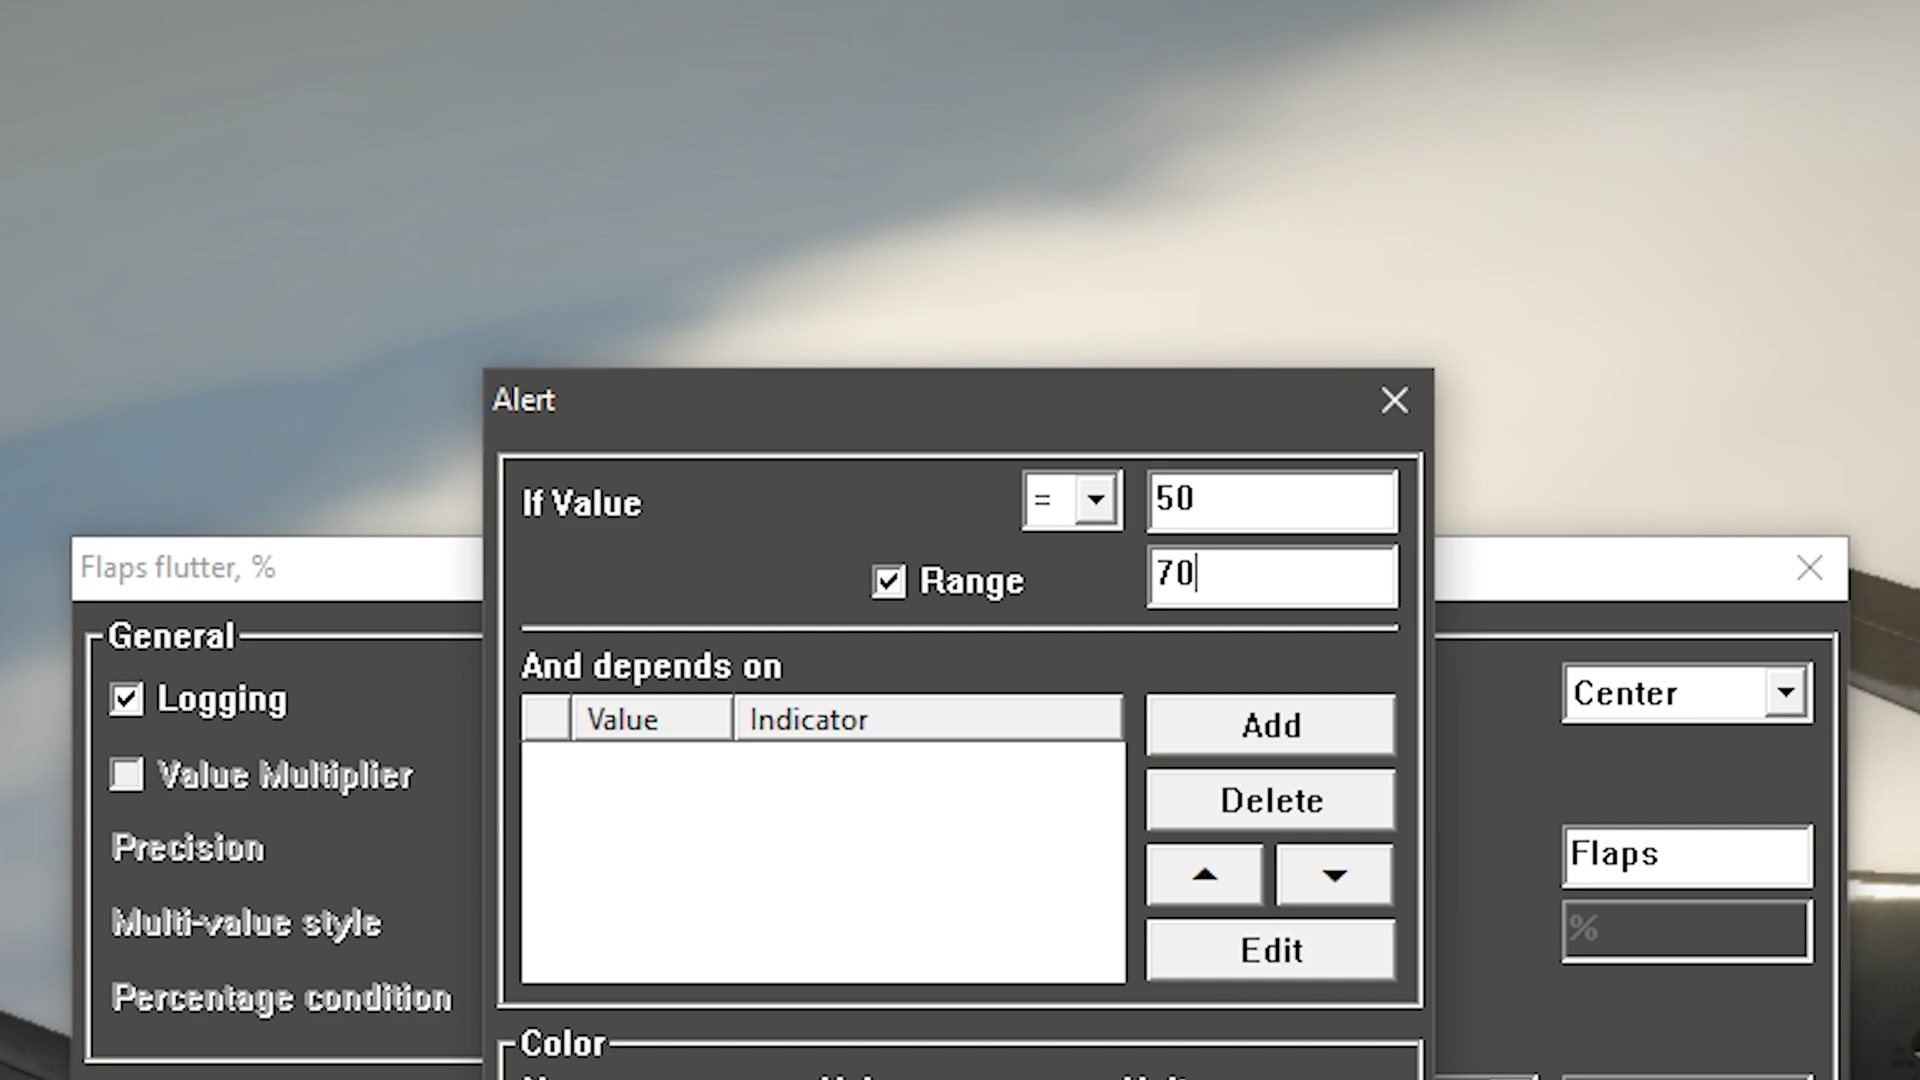 Alert
If Value = 50
Range 70
Flaps flutter, %
General
Logging
Value Multiplier
Precision
Multi-value style
Percentage condition
And depends on
Value Indicator
Add
Delete
Edit
Center
Flaps
%
Color